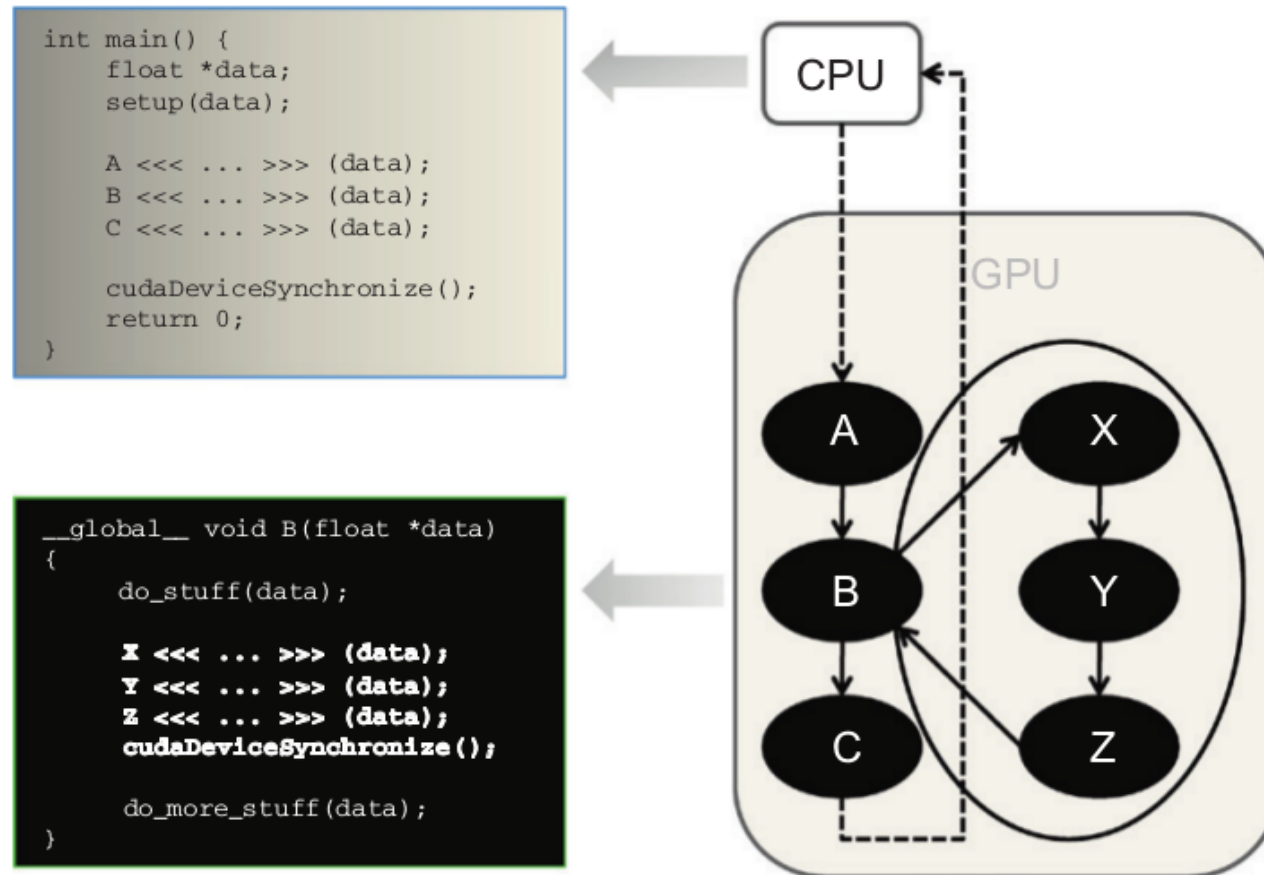 int main() {
float *data;
setup(data);
A <<< ... >>> (data);
B <<< ... >>> (data);
C <<< ... >>> (data);
cudaDeviceSynchronize();
return 0;
}
CPU
GPU
A
X
B
Y
C
Z
__global__ void B(float *data)
{
do_stuff(data);
X <<< ... >>> (data);
Y <<< ... >>> (data);
Z <<< ... >>> (data);
cudaDeviceSynchronize();
do_more_stuff(data);
}